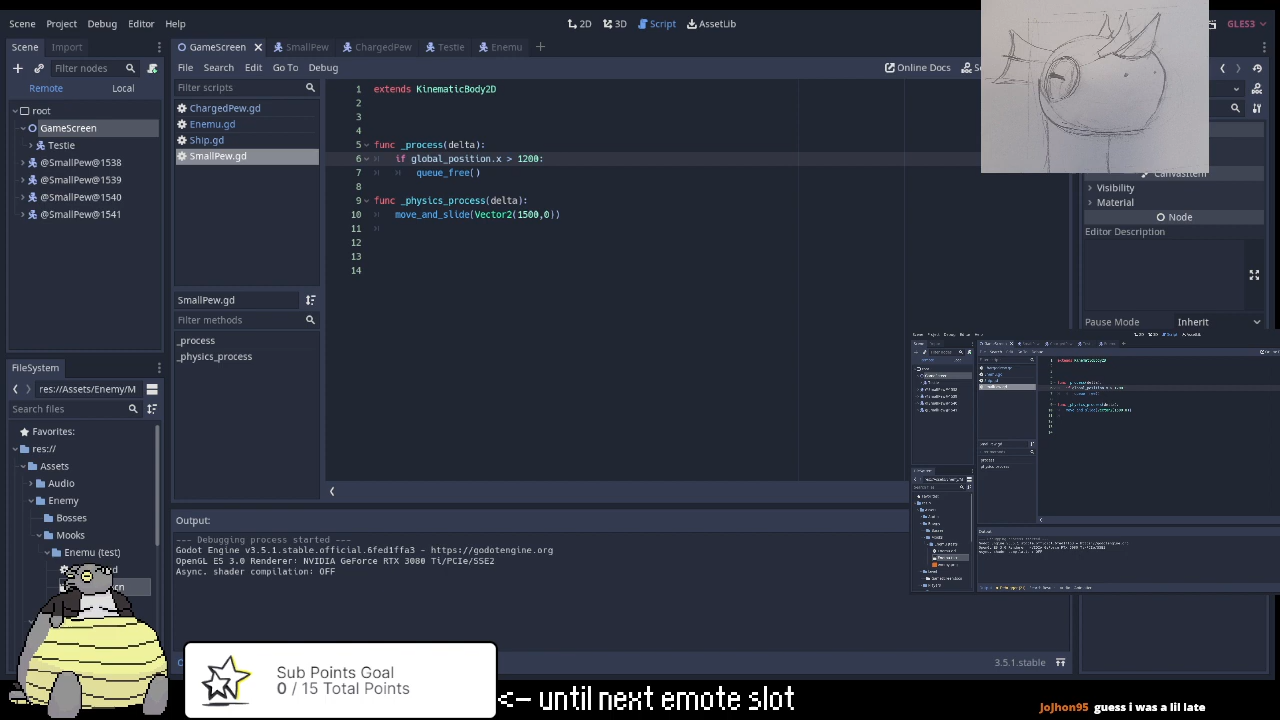 Scene Project Debug Editor Help
2D 3D Script AssetLib
GLES3
Scene Import
GameScreen SmallPew ChargedPew Testie Enemu
Filter nodes
File Search Edit Go To Debug
Online Docs
Remote Local
Filter scripts
root
GameScreen
Testie
@SmallPew@1538
@SmallPew@1539
@SmallPew@1540
@SmallPew@1541
ChargedPew.gd
Enemu.gd
Ship.gd
SmallPew.gd
SmallPew.gd
Filter methods
_process
_physics_process
1 extends KinematicBody2D
2
3
4
5 func _process(delta):
6 if global_position.x > 1200:
7 queue_free()
8
9 func _physics_process(delta):
10 move_and_slide(Vector2(1500,0))
11
12
13
14
CanvasItem
Visibility
Material
Node
Editor Description
Pause Mode Inherit
FileSystem
res://Assets/Enemy/M
Search files
Favorites:
res://
Assets
Audio
Enemy
Bosses
Mooks
Enemu (test)
Output:
--- Debugging process started ---
Godot Engine v3.5.1.stable.official.6fed1ffa3 - https://godotengine.org
OpenGL ES 3.0 Renderer: NVIDIA GeForce RTX 3080 Ti/PCIe/SSE2
Async. shader compilation: OFF
3.5.1.stable
Sub Points Goal
0 / 15 Total Points
<— until next emote slot
JoJhon95 guess i was a lil late